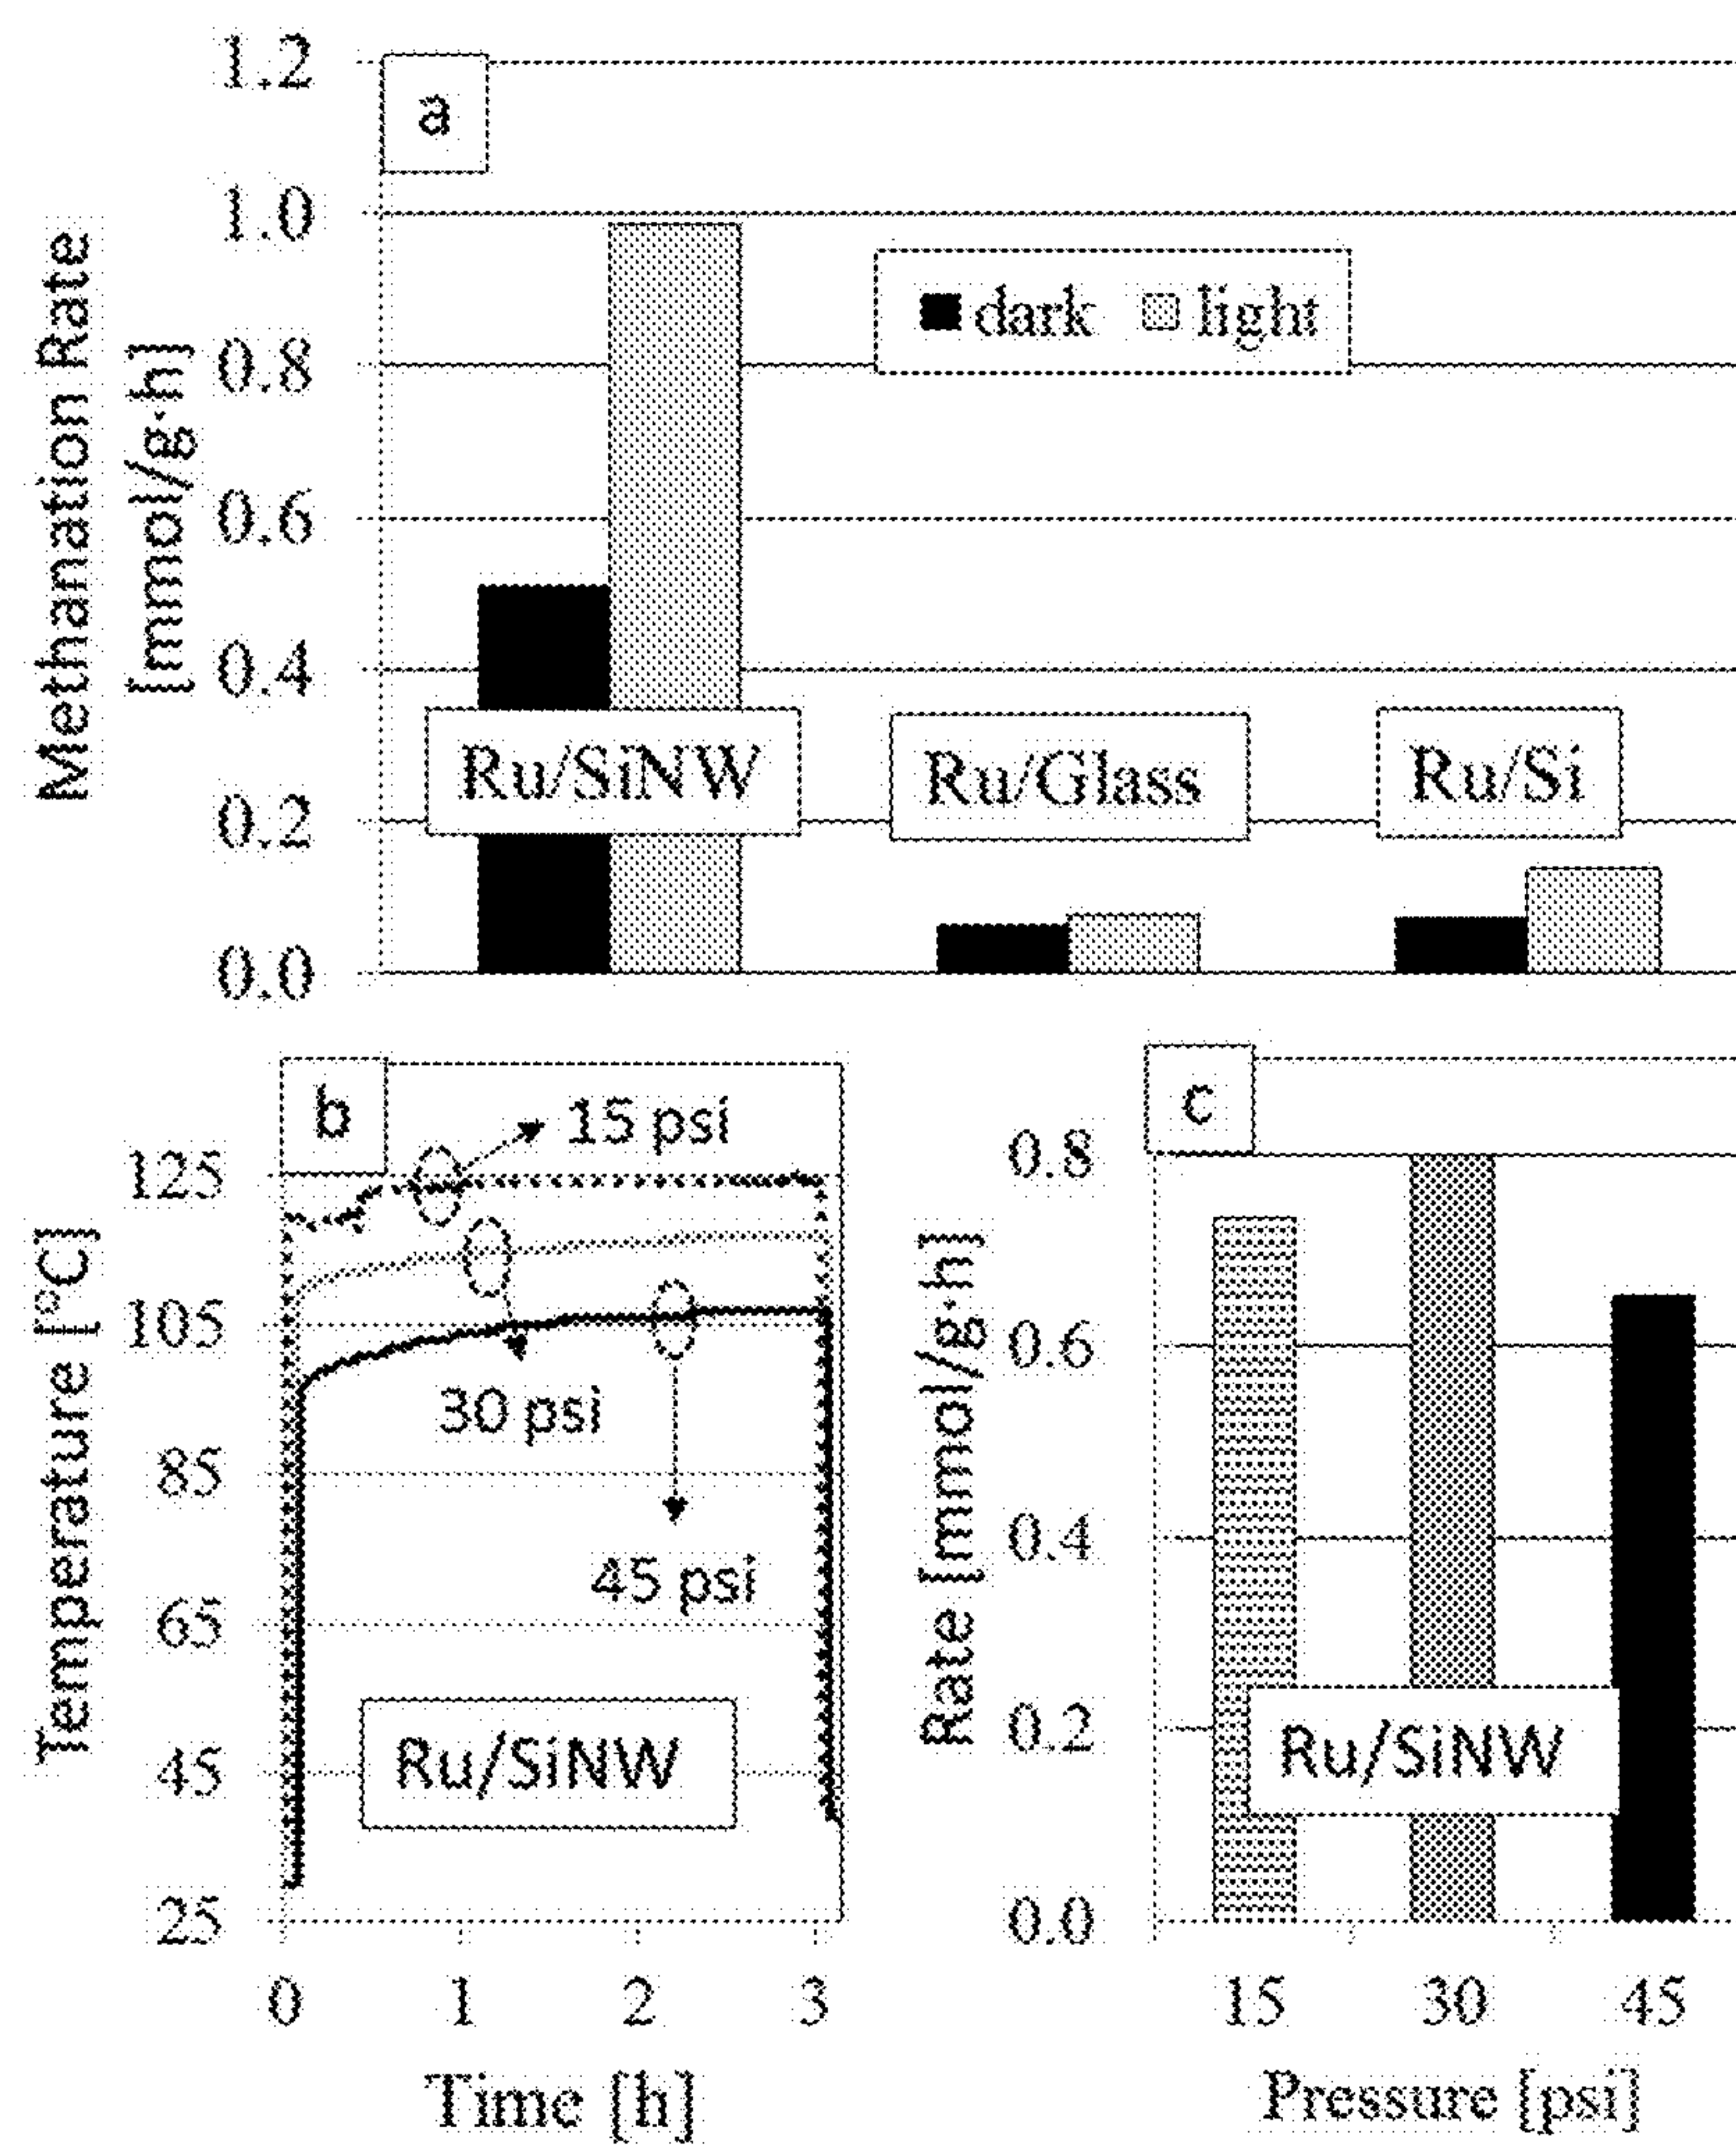 a
Methanation Rate
[mmol/g·h]
1.2
1.0
0.8
0.6
0.4
0.2
0.0
dark light
Ru/SiNW
Ru/Glass
Ru/Si
b
Temperature [°C]
125
105
85
65
45
25
15 psi
30 psi
45 psi
Ru/SiNW
0 1 2 3
Time [h]
c
Rate [mmol/g·h]
0.8
0.6
0.4
0.2
0.0
Ru/SiNW
15 30 45
Pressure [psi]